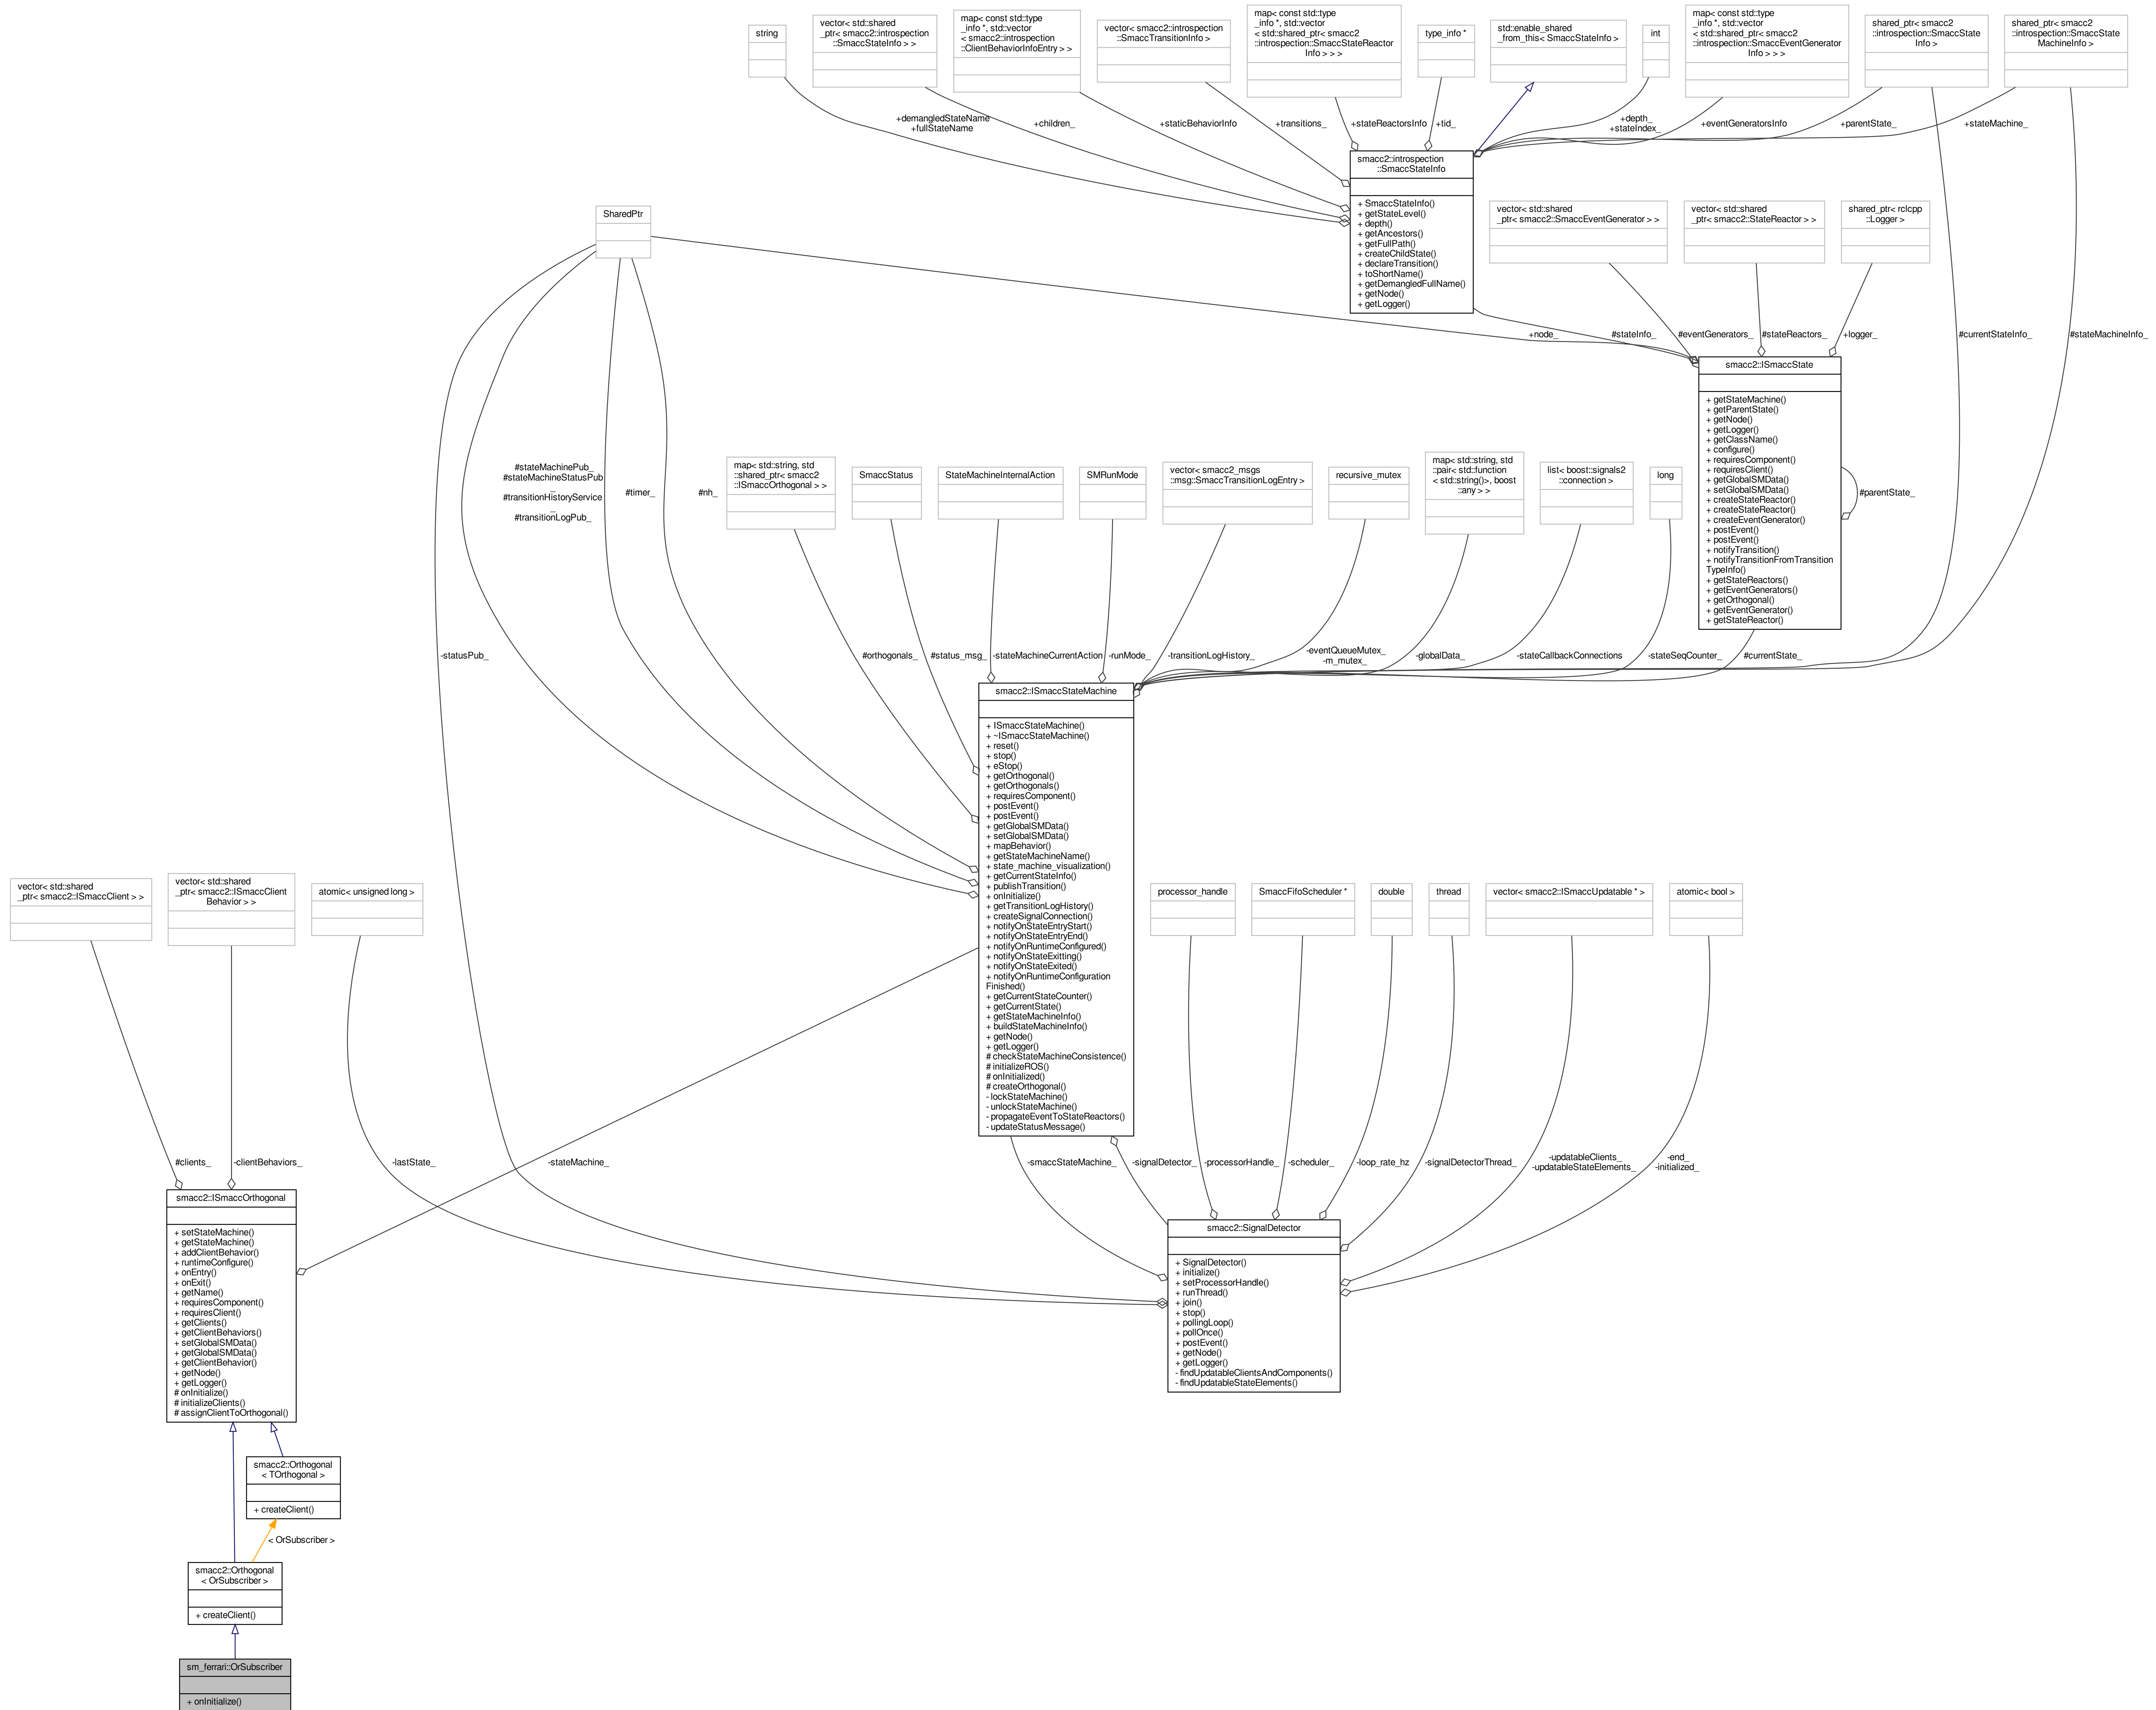 string
vector< std::shared
_ptr< smacc2::introspection
::SmaccStateInfo > >
map< const std::type
_info *, std::vector
< smacc2::introspection
::ClientBehaviorInfoEntry > >
vector< smacc2::introspection
::SmaccTransitionInfo >
map< const std::type
_info *, std::vector
< std::shared_ptr< smacc2
::introspection::SmaccStateReactor
Info > > >
type_info *
std::enable_shared
_from_this< SmaccStateInfo >
int
map< const std::type
_info *, std::vector
< std::shared_ptr< smacc2
::introspection::SmaccEventGenerator
Info > > >
shared_ptr< smacc2
::introspection::SmaccState
Info >
shared_ptr< smacc2
::introspection::SmaccState
MachineInfo >
+demangledStateName
+fullStateName
+children_
+staticBehaviorInfo
+transitions_
+stateReactorsInfo
+tid_
+depth_
+stateIndex_
+eventGeneratorsInfo
+parentState_
+stateMachine_
smacc2::introspection
::SmaccStateInfo
+ SmaccStateInfo()
+ getStateLevel()
+ depth()
+ getAncestors()
+ getFullPath()
+ createChildState()
+ declareTransition()
+ toShortName()
+ getDemangledFullName()
+ getNode()
+ getLogger()
SharedPtr
vector< std::shared
_ptr< smacc2::SmaccEventGenerator > >
vector< std::shared
_ptr< smacc2::StateReactor > >
shared_ptr< rclcpp
::Logger >
+node_
#stateInfo_
#eventGenerators_
#stateReactors_
+logger_
#currentStateInfo_
#stateMachineInfo_
smacc2::ISmaccState
+ getStateMachine()
+ getParentState()
+ getNode()
+ getLogger()
+ getClassName()
+ configure()
+ requiresComponent()
+ requiresClient()
+ getGlobalSMData()
+ setGlobalSMData()
+ createStateReactor()
+ createStateReactor()
+ createEventGenerator()
+ postEvent()
+ postEvent()
+ notifyTransition()
+ notifyTransitionFromTransition
TypeInfo()
+ getStateReactors()
+ getEventGenerators()
+ getOrthogonal()
+ getEventGenerator()
+ getStateReactor()
#parentState_
#stateMachinePub_
#stateMachineStatusPub
_
#transitionHistoryService
_
#transitionLogPub_
#timer_
#nh_
map< std::string, std
::shared_ptr< smacc2
::ISmaccOrthogonal > >
SmaccStatus
StateMachineInternalAction
SMRunMode
vector< smacc2_msgs
::msg::SmaccTransitionLogEntry >
recursive_mutex
map< std::string, std
::pair< std::function
< std::string()>, boost
::any > >
list< boost::signals2
::connection >
long
-statusPub_
#orthogonals_
#status_msg_
-stateMachineCurrentAction
-runMode_
-transitionLogHistory_
-eventQueueMutex_
-m_mutex_
-globalData_
-stateCallbackConnections
-stateSeqCounter_
#currentState_
smacc2::ISmaccStateMachine
+ ISmaccStateMachine()
+ ~ISmaccStateMachine()
+ reset()
+ stop()
+ eStop()
+ getOrthogonal()
+ getOrthogonals()
+ requiresComponent()
+ postEvent()
+ postEvent()
+ getGlobalSMData()
+ setGlobalSMData()
+ mapBehavior()
+ getStateMachineName()
+ state_machine_visualization()
+ getCurrentStateInfo()
+ publishTransition()
+ onInitialize()
+ getTransitionLogHistory()
+ createSignalConnection()
+ notifyOnStateEntryStart()
+ notifyOnStateEntryEnd()
+ notifyOnRuntimeConfigured()
+ notifyOnStateExitting()
+ notifyOnStateExited()
+ notifyOnRuntimeConfiguration
Finished()
+ getCurrentStateCounter()
+ getCurrentState()
+ getStateMachineInfo()
+ buildStateMachineInfo()
+ getNode()
+ getLogger()
# checkStateMachineConsistence()
# initializeROS()
# onInitialized()
# createOrthogonal()
- lockStateMachine()
- unlockStateMachine()
- propagateEventToStateReactors()
- updateStatusMessage()
vector< std::shared
_ptr< smacc2::ISmaccClient > >
vector< std::shared
_ptr< smacc2::ISmaccClient
Behavior > >
atomic< unsigned long >
processor_handle
SmaccFifoScheduler *
double
thread
vector< smacc2::ISmaccUpdatable * >
atomic< bool >
#clients_
-clientBehaviors_
-lastState_
-stateMachine_
-smaccStateMachine_
-signalDetector_
-processorHandle_
-scheduler_
-loop_rate_hz
-signalDetectorThread_
-updatableClients_
-updatableStateElements_
-end_
-initialized_
smacc2::ISmaccOrthogonal
+ setStateMachine()
+ getStateMachine()
+ addClientBehavior()
+ runtimeConfigure()
+ onEntry()
+ onExit()
+ getName()
+ requiresComponent()
+ requiresClient()
+ getClients()
+ getClientBehaviors()
+ setGlobalSMData()
+ getGlobalSMData()
+ getClientBehavior()
+ getNode()
+ getLogger()
# onInitialize()
# initializeClients()
# assignClientToOrthogonal()
smacc2::SignalDetector
+ SignalDetector()
+ initialize()
+ setProcessorHandle()
+ runThread()
+ join()
+ stop()
+ pollingLoop()
+ pollOnce()
+ postEvent()
+ getNode()
+ getLogger()
- findUpdatableClientsAndComponents()
- findUpdatableStateElements()
smacc2::Orthogonal
< TOrthogonal >
+ createClient()
< OrSubscriber >
smacc2::Orthogonal
< OrSubscriber >
+ createClient()
sm_ferrari::OrSubscriber
+ onInitialize()